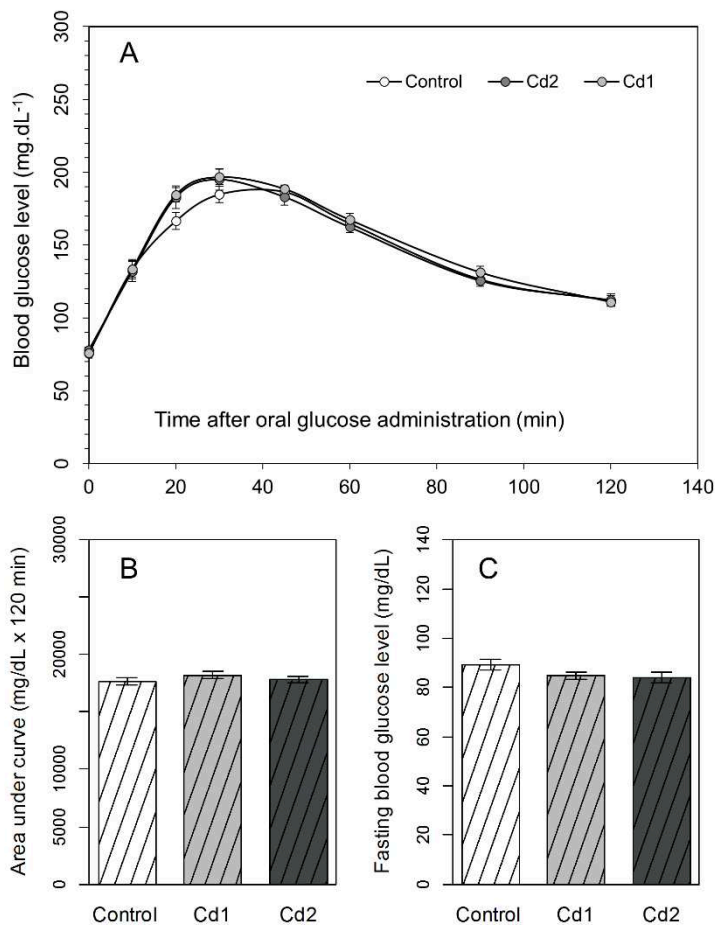 A
Control Cd2 Cd1
Blood glucose level (mg.dL⁻¹)
300
250
200
150
100
50
0
Time after oral glucose administration (min)
0 20 40 60 80 100 120 140
B
Area under curve (mg/dL x 120 min)
30000
20000
10000
5000
0
Control Cd1 Cd2
C
Fasting blood glucose level (mg/dL)
140
120
100
80
60
40
20
0
Control Cd1 Cd2